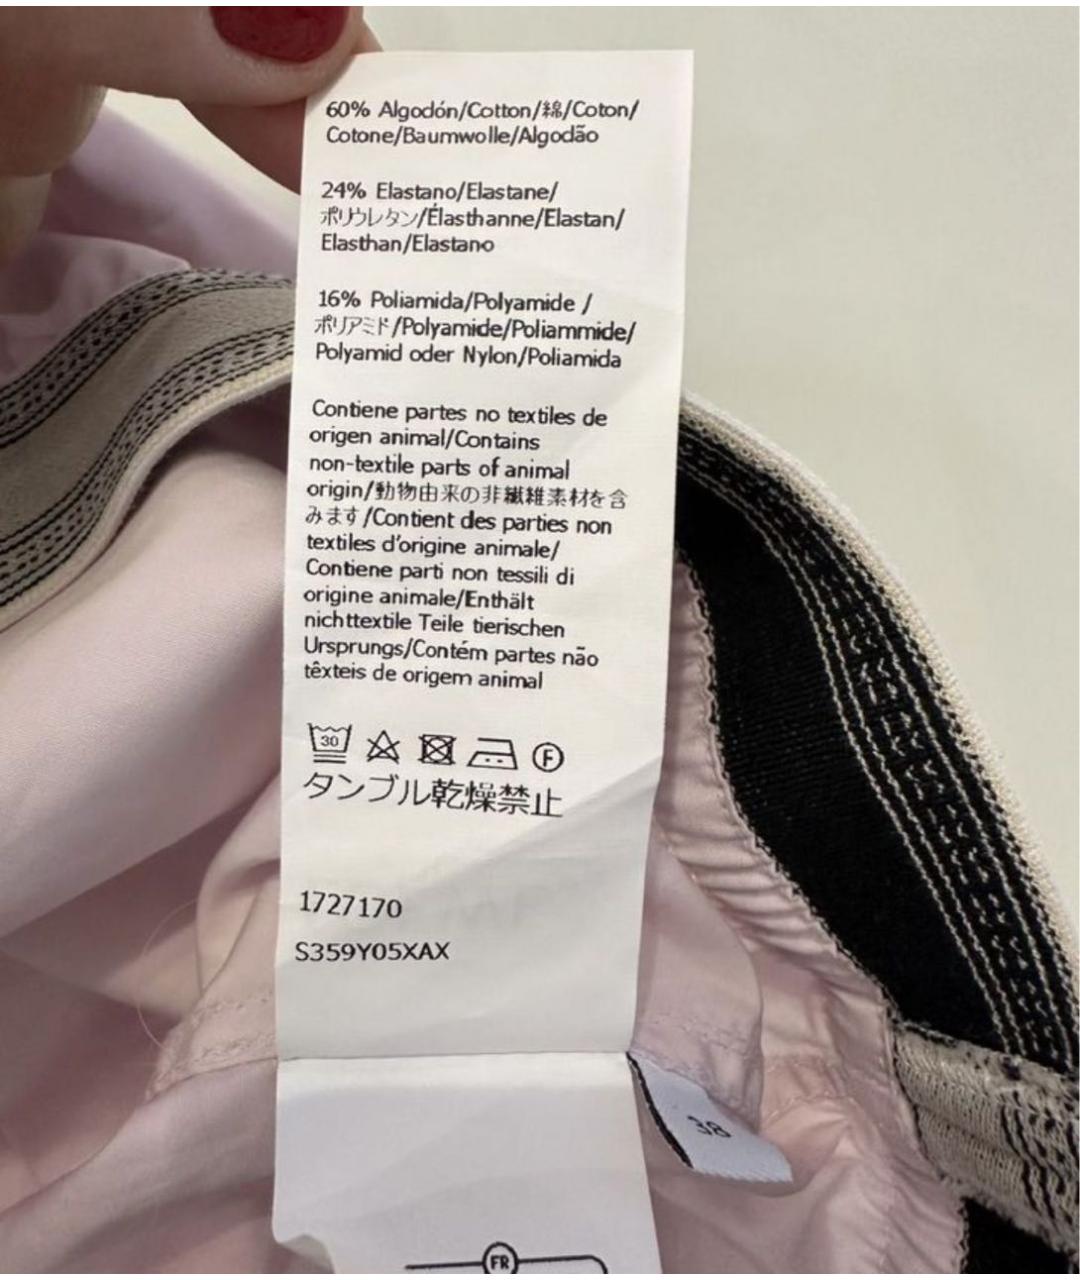 60% Algodón/Cotton/綿/Coton/
Cotone/Baumwolle/Algodão
24% Elastano/Elastane/
ポリウレタン/Élasthanne/Elastan/
Elasthan/Elastano
16% Poliamida/Polyamide /
ポリアミド/Polyamide/Poliammide/
Polyamid oder Nylon/Poliamida
Contiene partes no textiles de
origen animal/Contains
non-textile parts of animal
origin/動物由来の非繊維素材を含
みます/Contient des parties non
textiles d'origine animale/
Contiene parti non tessili di
origine animale/Enthält
nichttextile Teile tierischen
Ursprungs/Contém partes não
têxteis de origem animal
30
F
タンブル乾燥禁止
1727170
S359Y05XAX
38
FR